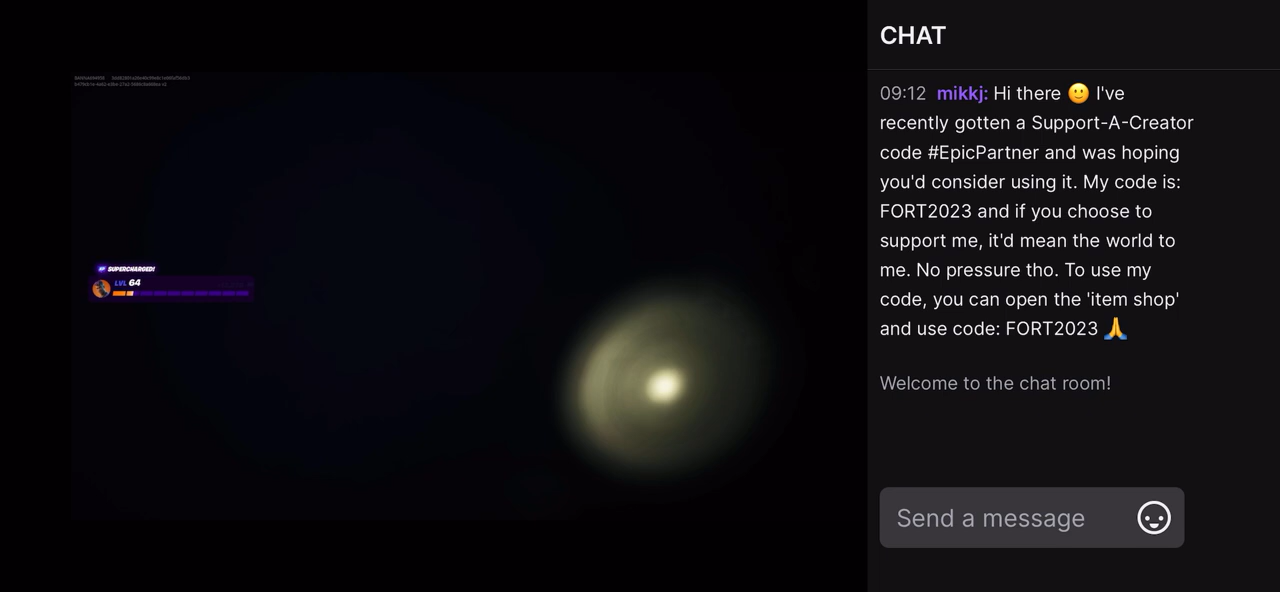 SUPERCHARGED!
LVL 64
CHAT
09:12 mikkj: Hi there 🙂 I've
recently gotten a Support-A-Creator
code #EpicPartner and was hoping
you'd consider using it. My code is:
FORT2023 and if you choose to
support me, it'd mean the world to
me. No pressure tho. To use my
code, you can open the 'item shop'
and use code: FORT2023 🙏
Welcome to the chat room!
Send a message